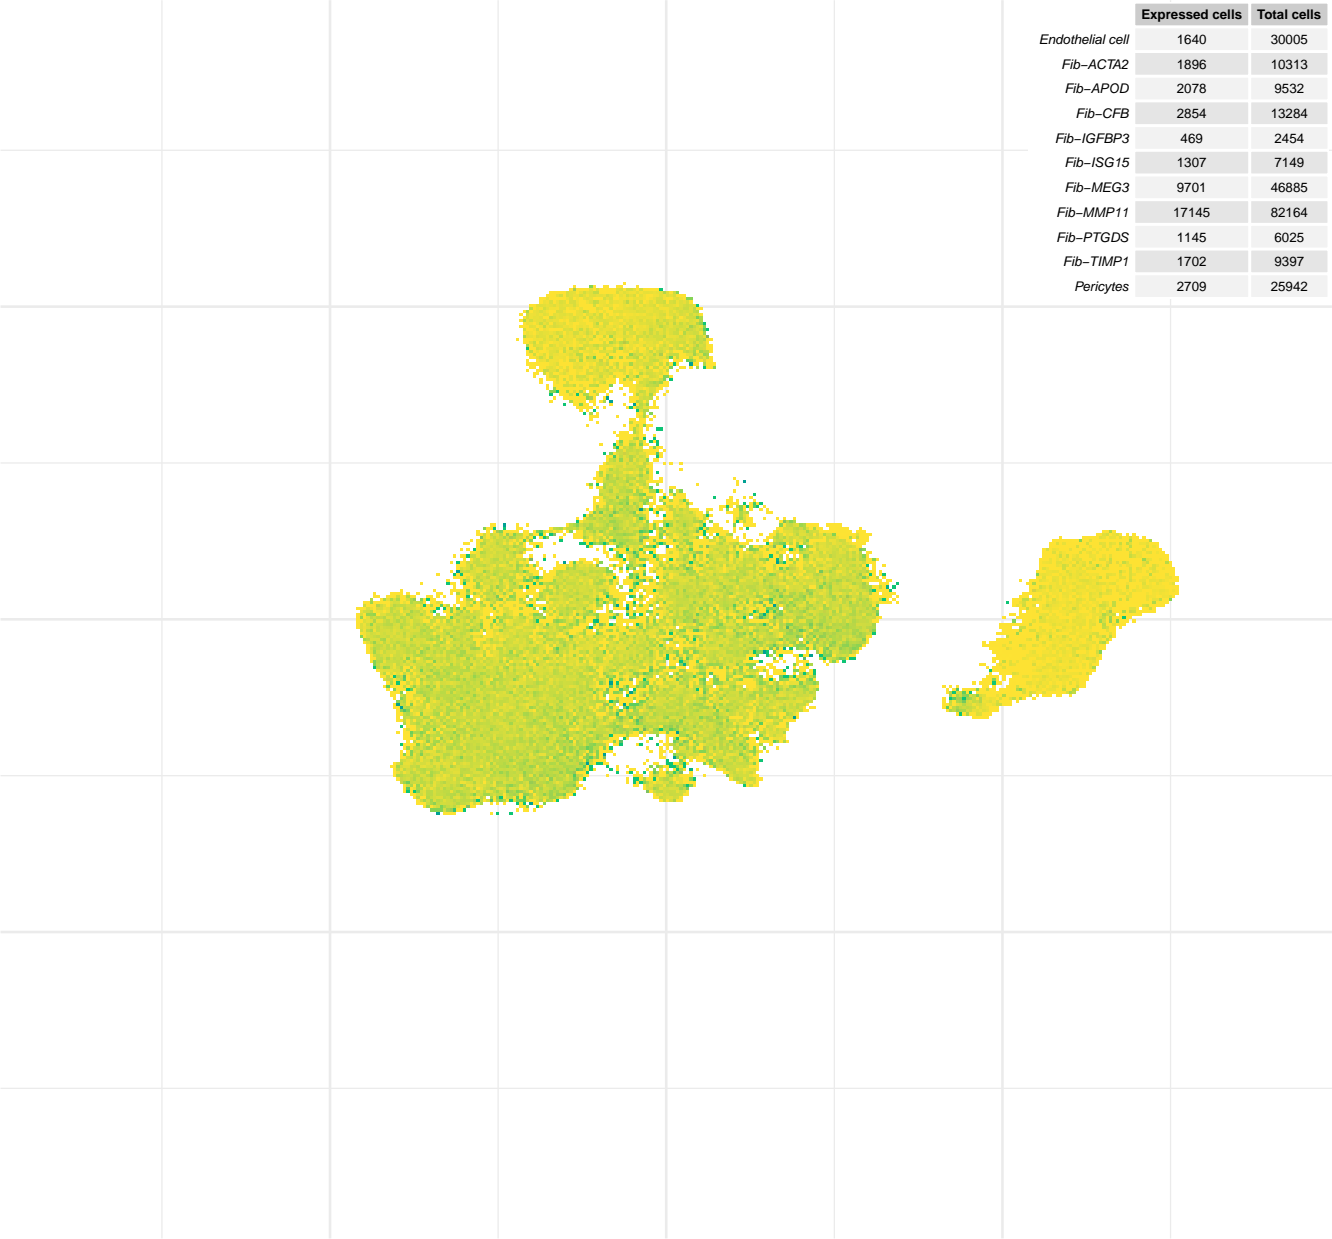 Expressed cells Total cells
Endothelial cell 1640 30005
Fib−ACTA2 1896 10313
Fib−APOD 2078 9532
Fib−CFB 2854 13284
Fib−IGFBP3 469 2454
Fib−ISG15 1307 7149
Fib−MEG3 9701 46885
Fib−MMP11 17145 82164
Fib−PTGDS 1145 6025
Fib−TIMP1 1702 9397
Pericytes 2709 25942